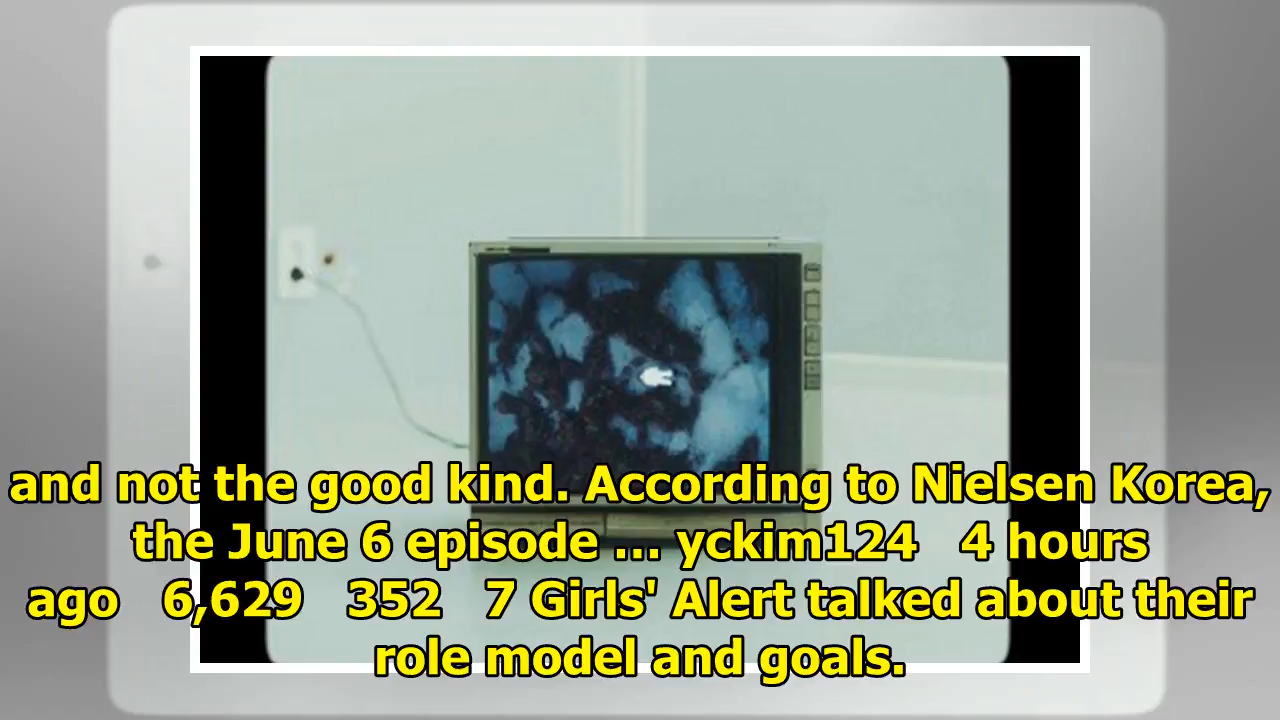 and not the good kind. According to Nielsen Korea,
the June 6 episode ... yckim124 4 hours
ago 6,629 352 7 Girls' Alert talked about their
role model and goals.